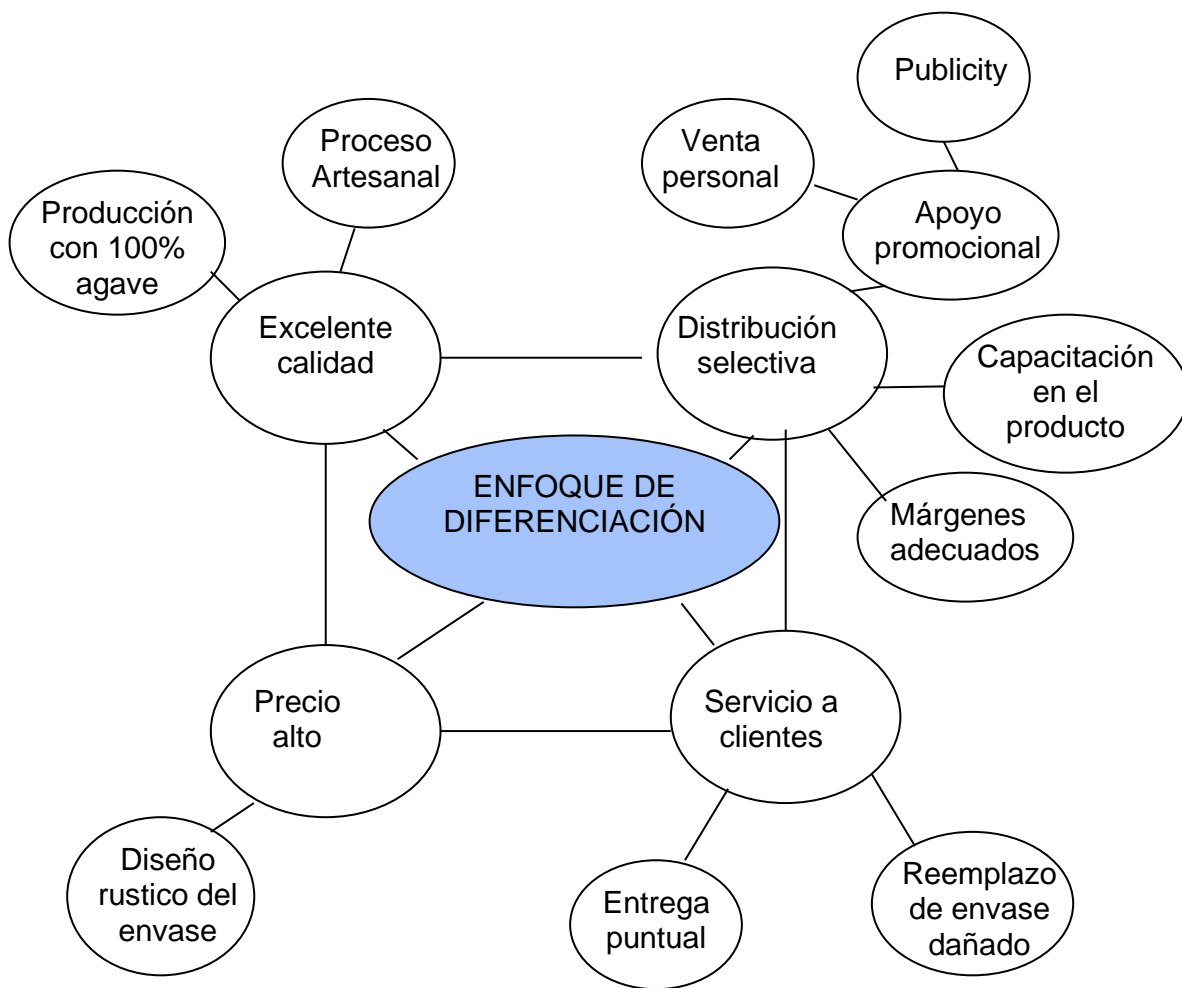 Publicity
Venta
personal
Proceso
Artesanal
Producción
con 100%
agave
Apoyo
promocional
Excelente
calidad
Distribución
selectiva
Capacitación
en el
producto
ENFOQUE DE
DIFERENCIACIÓN
Márgenes
adecuados
Precio
alto
Servicio a
clientes
Diseño
rustico del
envase
Entrega
puntual
Reemplazo
de envase
dañado